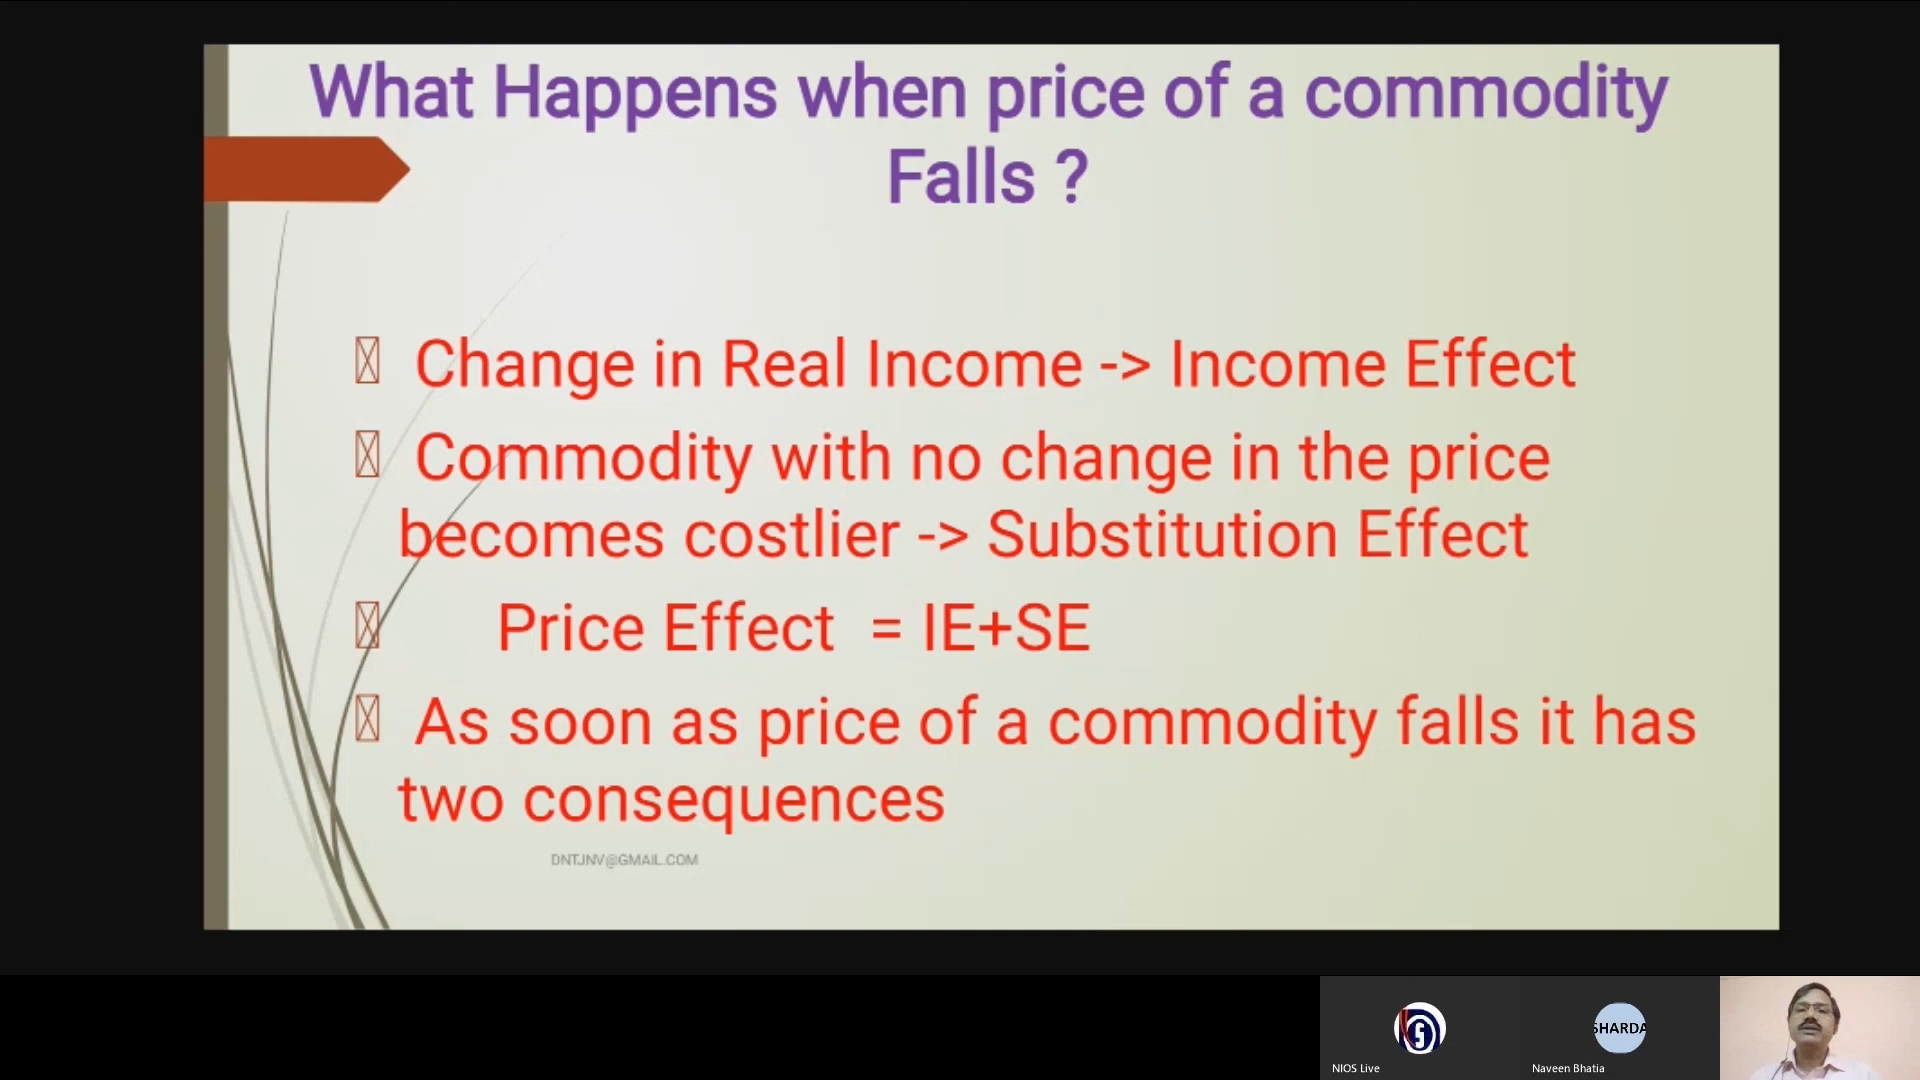 What Happens when price of a commodity
Falls ?
Change in Real Income -> Income Effect
Commodity with no change in the price
becomes costlier -> Substitution Effect
Price Effect = IE+SE
As soon as price of a commodity falls it has
two consequences
DNTJNV@GMAIL.COM
SHARDA
NIOS Live
Naveen Bhatia